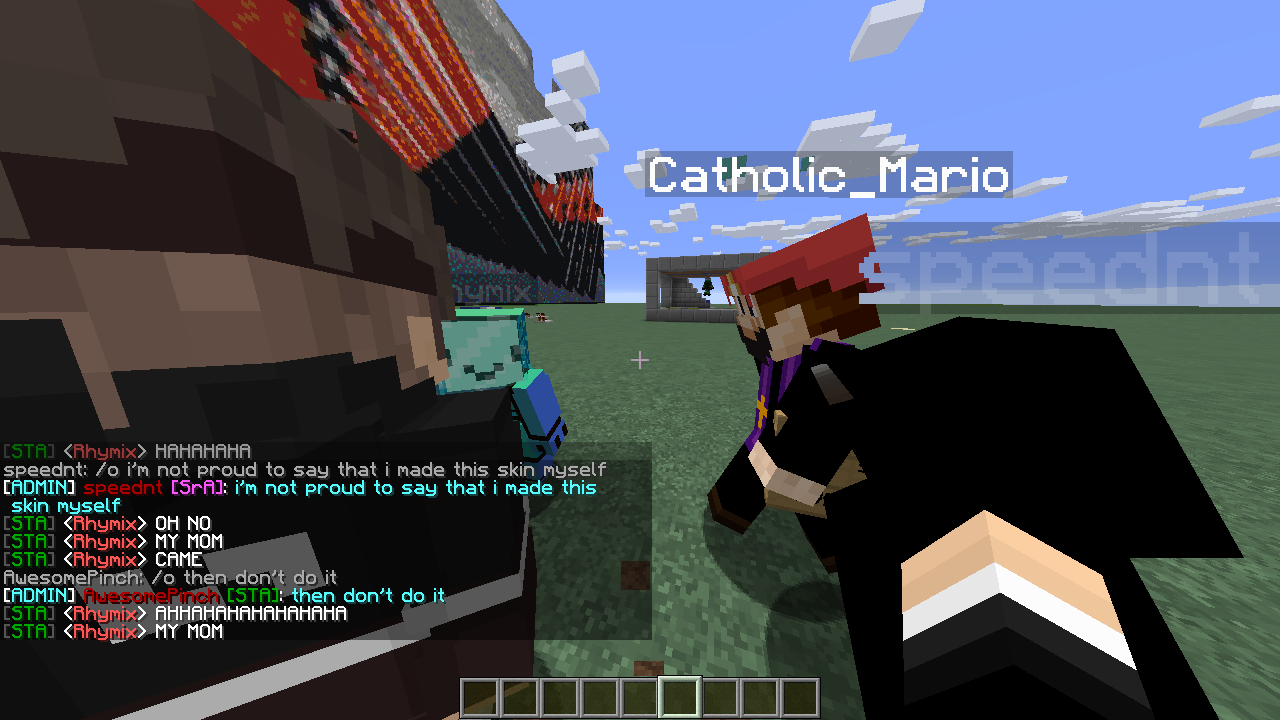 Catholic_Mario
speednt
hymix
[STA] <Rhymix> HAHAHAHA
speednt: /o i'm not proud to say that i made this skin myself
[ADMIN] speednt [SrA]: i'm not proud to say that i made this
skin myself
[STA] <Rhymix> OH NO
[STA] <Rhymix> MY MOM
[STA] <Rhymix> CAME
AwesomePinch: /o then don't do it
[ADMIN] AwesomePinch [STA]: then don't do it
[STA] <Rhymix> AHHAHAHAHAHAHAHA
[STA] <Rhymix> MY MOM